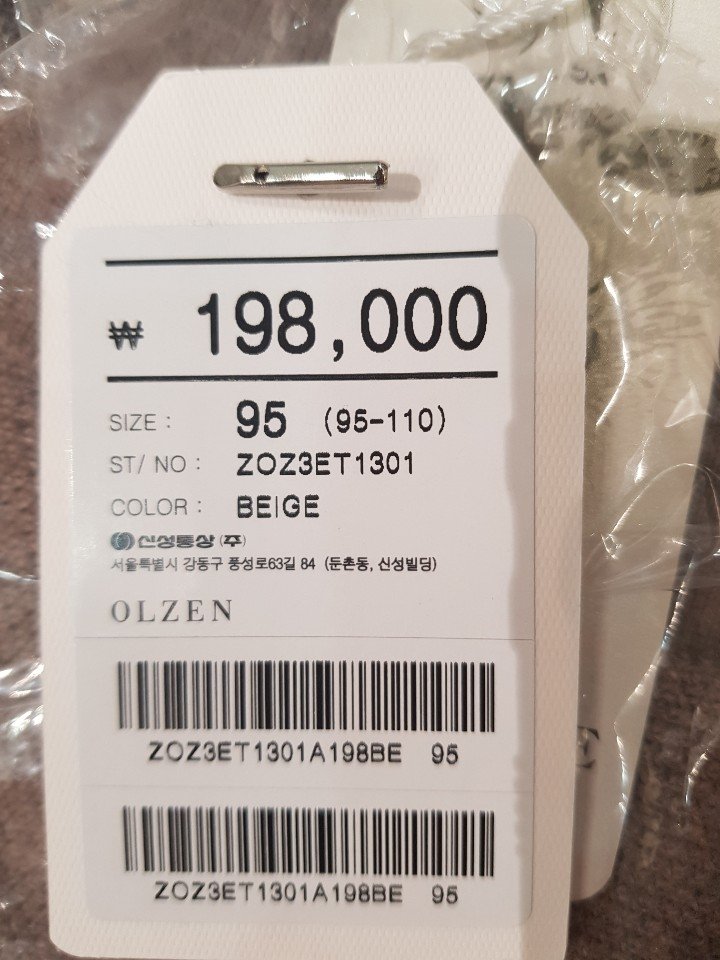 ₩ 198,000
SIZE : 95 (95-110)
ST/ NO : ZOZ3ET1301
COLOR : BEIGE
신성통상 (주)
서울특별시 강동구 풍성로63길 84 (둔촌동, 신성빌딩)
OLZEN
ZOZ3ET1301A198BE 95
ZOZ3ET1301A198BE 95
E